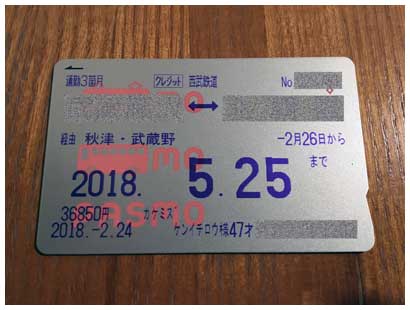 通勤3箇月 クレジット 西武鉄道 No
↔
経由 秋津・武蔵野 -2月26日から
2018. 5.25 まで
36850円 カケミズ
2018.-2.24 ケンイチロウ様47才
PASMO